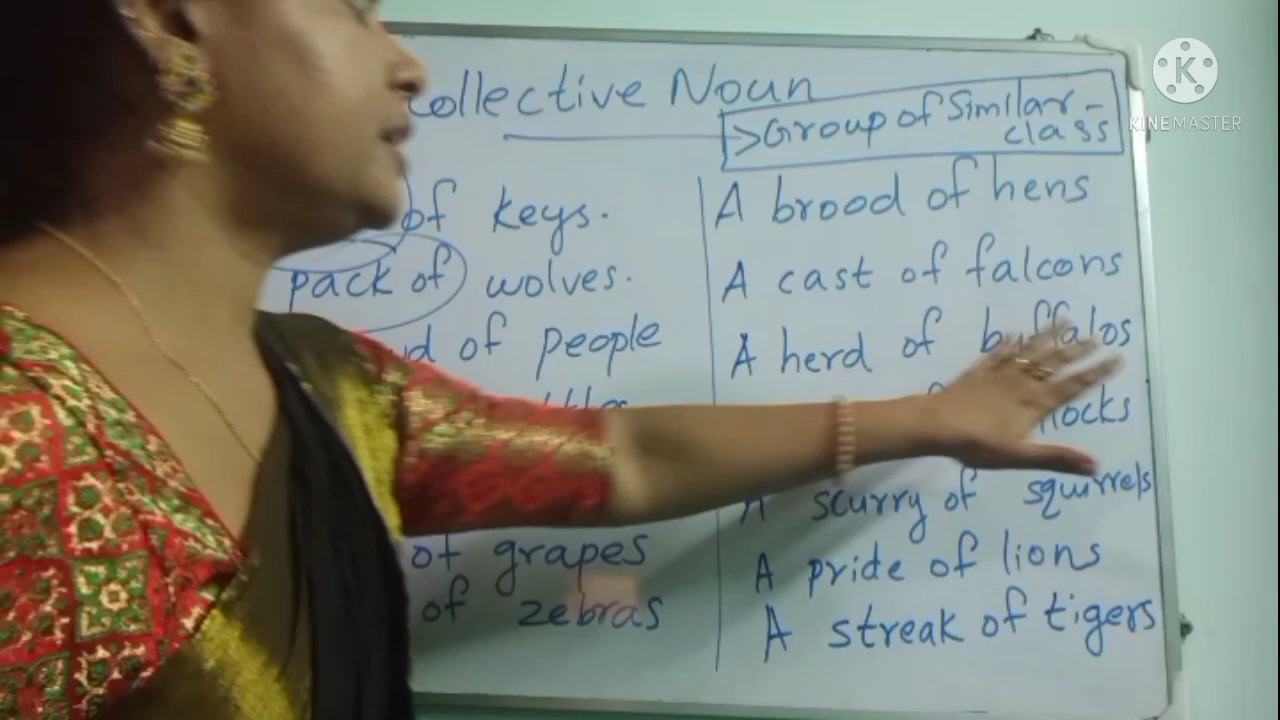 Collective Noun
>Group of Similar-
class
of keys.
pack of wolves.
of people
of grapes
of zebras
A brood of hens
A cast of falcons
A herd of buffalos
A scurry of squirrels
A pride of lions
A streak of tigers
K
KINEMASTER